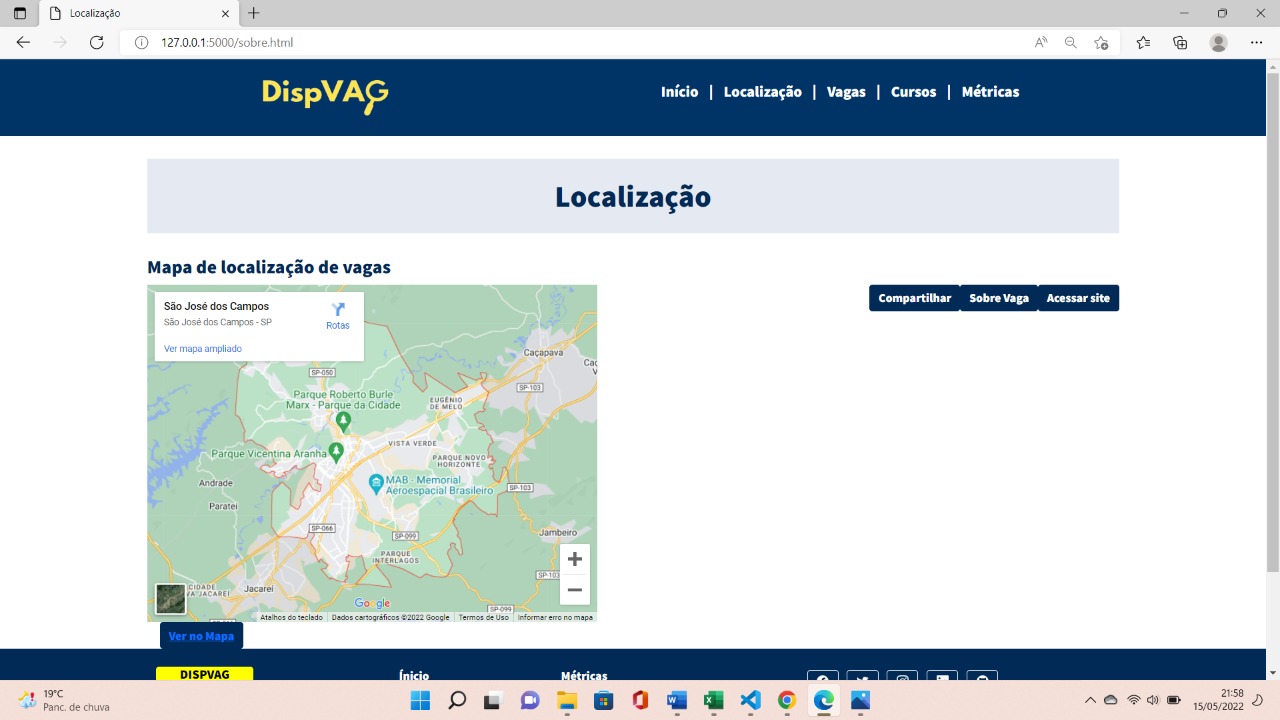 Localização
127.0.0.1:5000/sobre.html
DispVAG
Início | Localização | Vagas | Cursos | Métricas
Localização
Mapa de localização de vagas
São José dos Campos
São José dos Campos - SP
Rotas
Ver mapa ampliado
Compartilhar
Sobre Vaga
Acessar site
Caçapava
SP-050
SP-103
Parque Roberto Burle
Marx - Parque da Cidade
EUGÊNIO
DE MELO
VISTA VERDE
Parque Vicentina Aranha
PARQUE NOVO
HORIZONTE
MAB - Memorial
Aeroespacial Brasileiro
Andrade
SP-103
Paratei
SP-066
SP-099
Jambeiro
PARQUE
INTERLAGOS
SP-103
CIDADE
Jacareí
Google
SP-099
Atalhos do teclado
Dados cartográficos ©2022 Google
Termos de Uso
Informar erro no mapa
Ver no Mapa
DISPVAG
Ínicio
Métricas
19°C
Panc. de chuva
21:58
15/05/2022